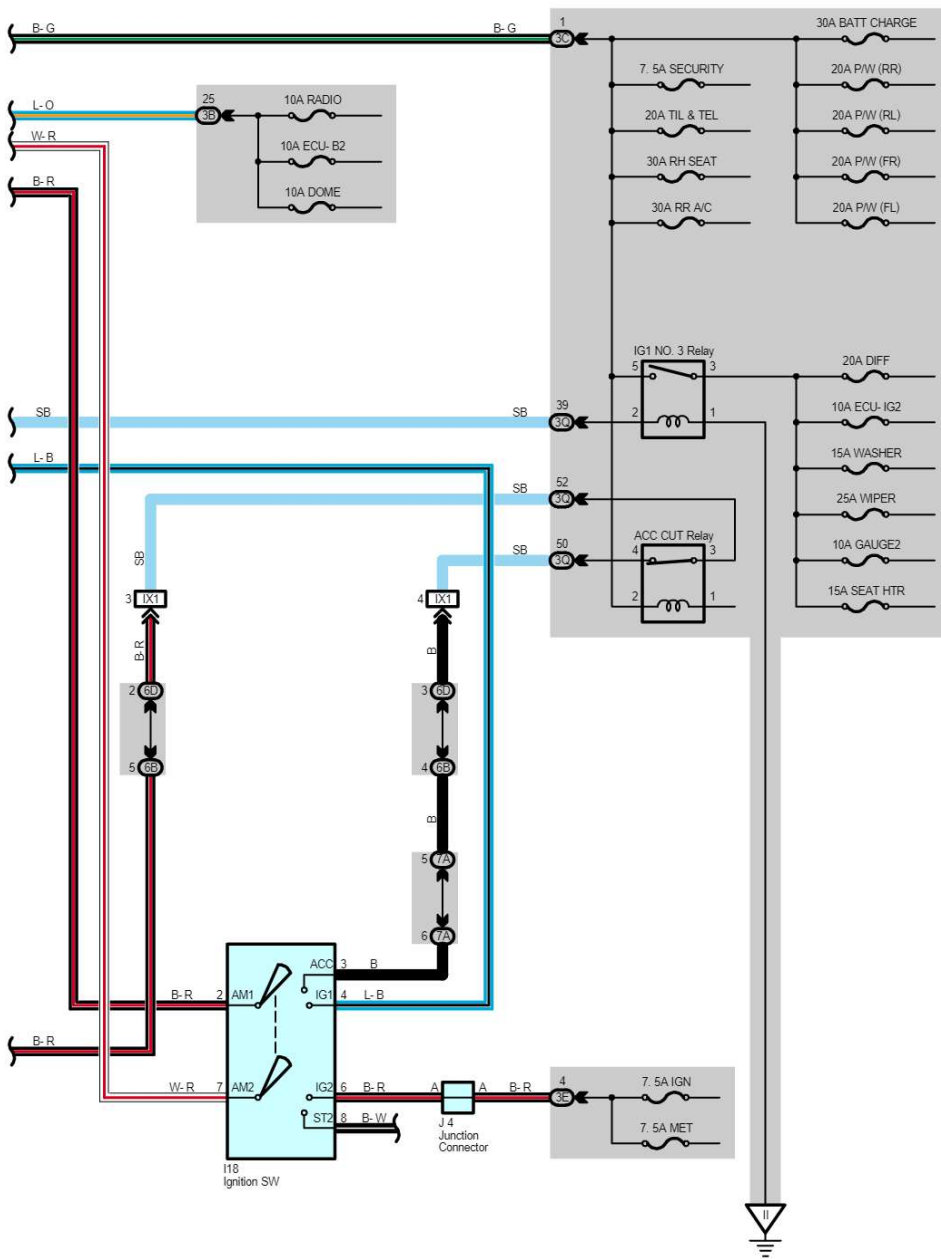 B- G
B- G
1
3C
30A BATT CHARGE
7. 5A SECURITY
20A P/W (RR)
L- O
25
3B
10A RADIO
20A TIL & TEL
20A P/W (RL)
W- R
10A ECU- B2
30A RH SEAT
20A P/W (FR)
B- R
10A DOME
30A RR A/C
20A P/W (FL)
IG1 NO. 3 Relay
5
3
20A DIFF
SB
SB
39
3Q
2
1
10A ECU- IG2
L- B
15A WASHER
SB
52
3Q
25A WIPER
SB
50
3Q
ACC CUT Relay
4
3
10A GAUGE2
SB
3
IX1
4
IX1
2
1
15A SEAT HTR
B- R
B
2
6D
3
6D
5
6B
4
6B
B
5
7A
6
7A
ACC
3
B
B- R
2
AM1
IG1
4
L- B
B- R
W- R
7
AM2
IG2
6
B- R
A
A
B- R
4
3E
7. 5A IGN
ST2
8
B- W
J 4
Junction
Connector
7. 5A MET
I18
Ignition SW
II